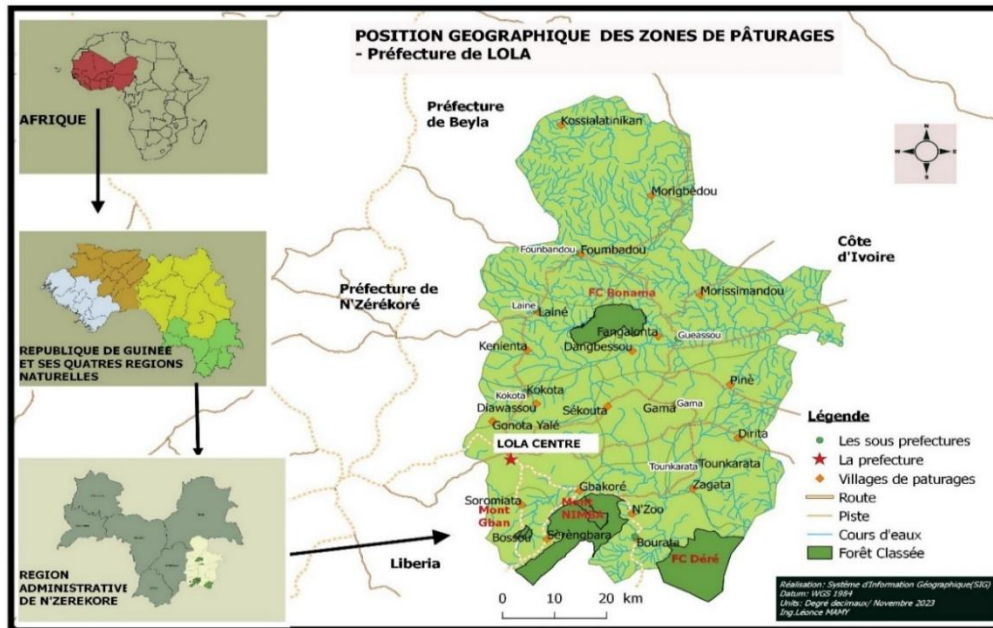 POSITION GEOGRAPHIQUE DES ZONES DE PÂTURAGES
- Préfecture de LOLA
AFRIQUE
REPUBLIQUE DE GUINEE
ET SES QUATRES REGIONS
NATURELLES
REGION
ADMINISTRATIVE
DE N'ZEREKORE
Préfecture
de Beyla
Préfecture de
N'Zérékoré
Côte
d'Ivoire
Liberia
N
W
E
S
Kossialatinikan
Morigbèdou
Founbandou
Foumbadou
FC Bonama
Morissimandou
Laine
Lainé
Fangalonta
Gueassou
Kenienta
Dangbessou
Pinè
Kokota
Kokota
Diawassou
Sékouta
Gama
Gama
Gonota Yalé
Dirita
LOLA CENTRE
Tounkarata
Tounkarata
Gbakoré
Zagata
Soromiata
Mont
Gban
Mont
NIMBA
N'Zoo
Bossou
Sèrèngbara
Bourata
FC Déré
0 10 20 km
Légende
Les sous prefectures
La prefecture
Villages de paturages
Route
Piste
Cours d'eaux
Forêt Classée
Réalisation: Système d'Information Géographique(SIG)
Datum: WGS 1984
Units: Degré decimaux/ Novembre 2023
Ing.Léonce MAMY